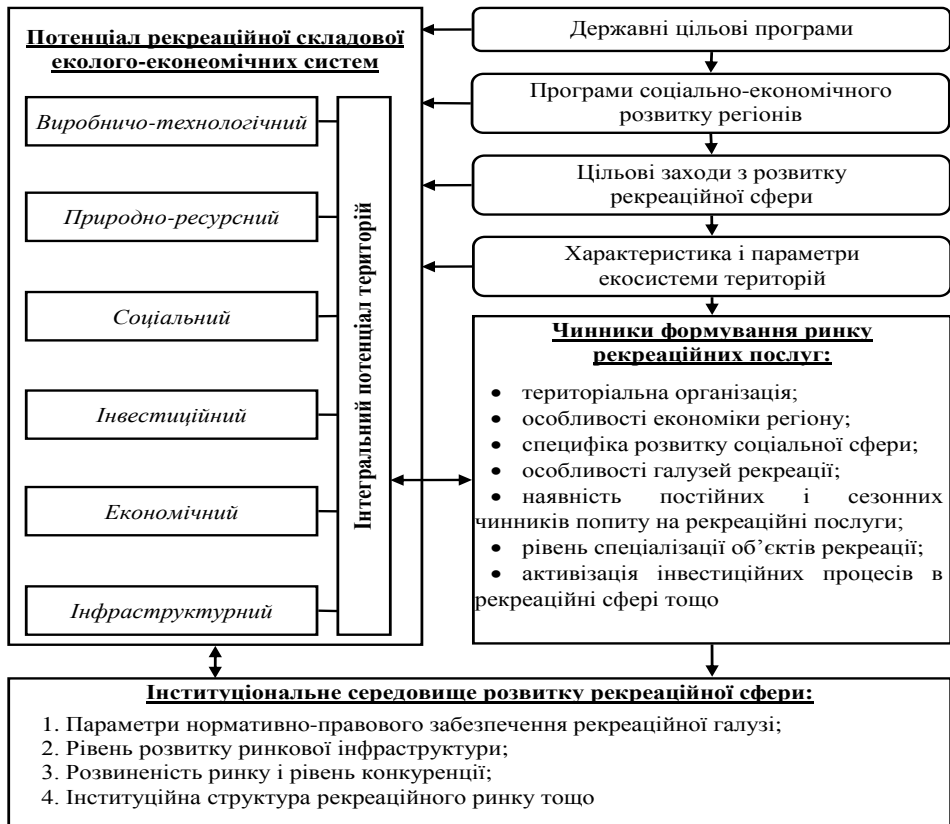 Потенціал рекреаційної складової
еколого-еконеомічних систем
Виробничо-технологічний
Природно-ресурсний
Соціальний
Інвестиційний
Економічний
Інфраструктурний
Інтегральний потенціал територій
Державні цільові програми
Програми соціально-економічного
розвитку регіонів
Цільові заходи з розвитку
рекреаційної сфери
Характеристика і параметри
екосистеми територій
Чинники формування ринку
рекреаційних послуг:
• територіальна організація;
• особливості економіки регіону;
• специфіка розвитку соціальної сфери;
• особливості галузей рекреації;
• наявність постійних і сезонних
чинників попиту на рекреаційні послуги;
• рівень спеціалізації об’єктів рекреації;
• активізація інвестиційних процесів в
рекреаційні сфері тощо
Інституціональне середовище розвитку рекреаційної сфери:
1. Параметри нормативно-правового забезпечення рекреаційної галузі;
2. Рівень розвитку ринкової інфраструктури;
3. Розвиненість ринку і рівень конкуренції;
4. Інституційна структура рекреаційного ринку тощо